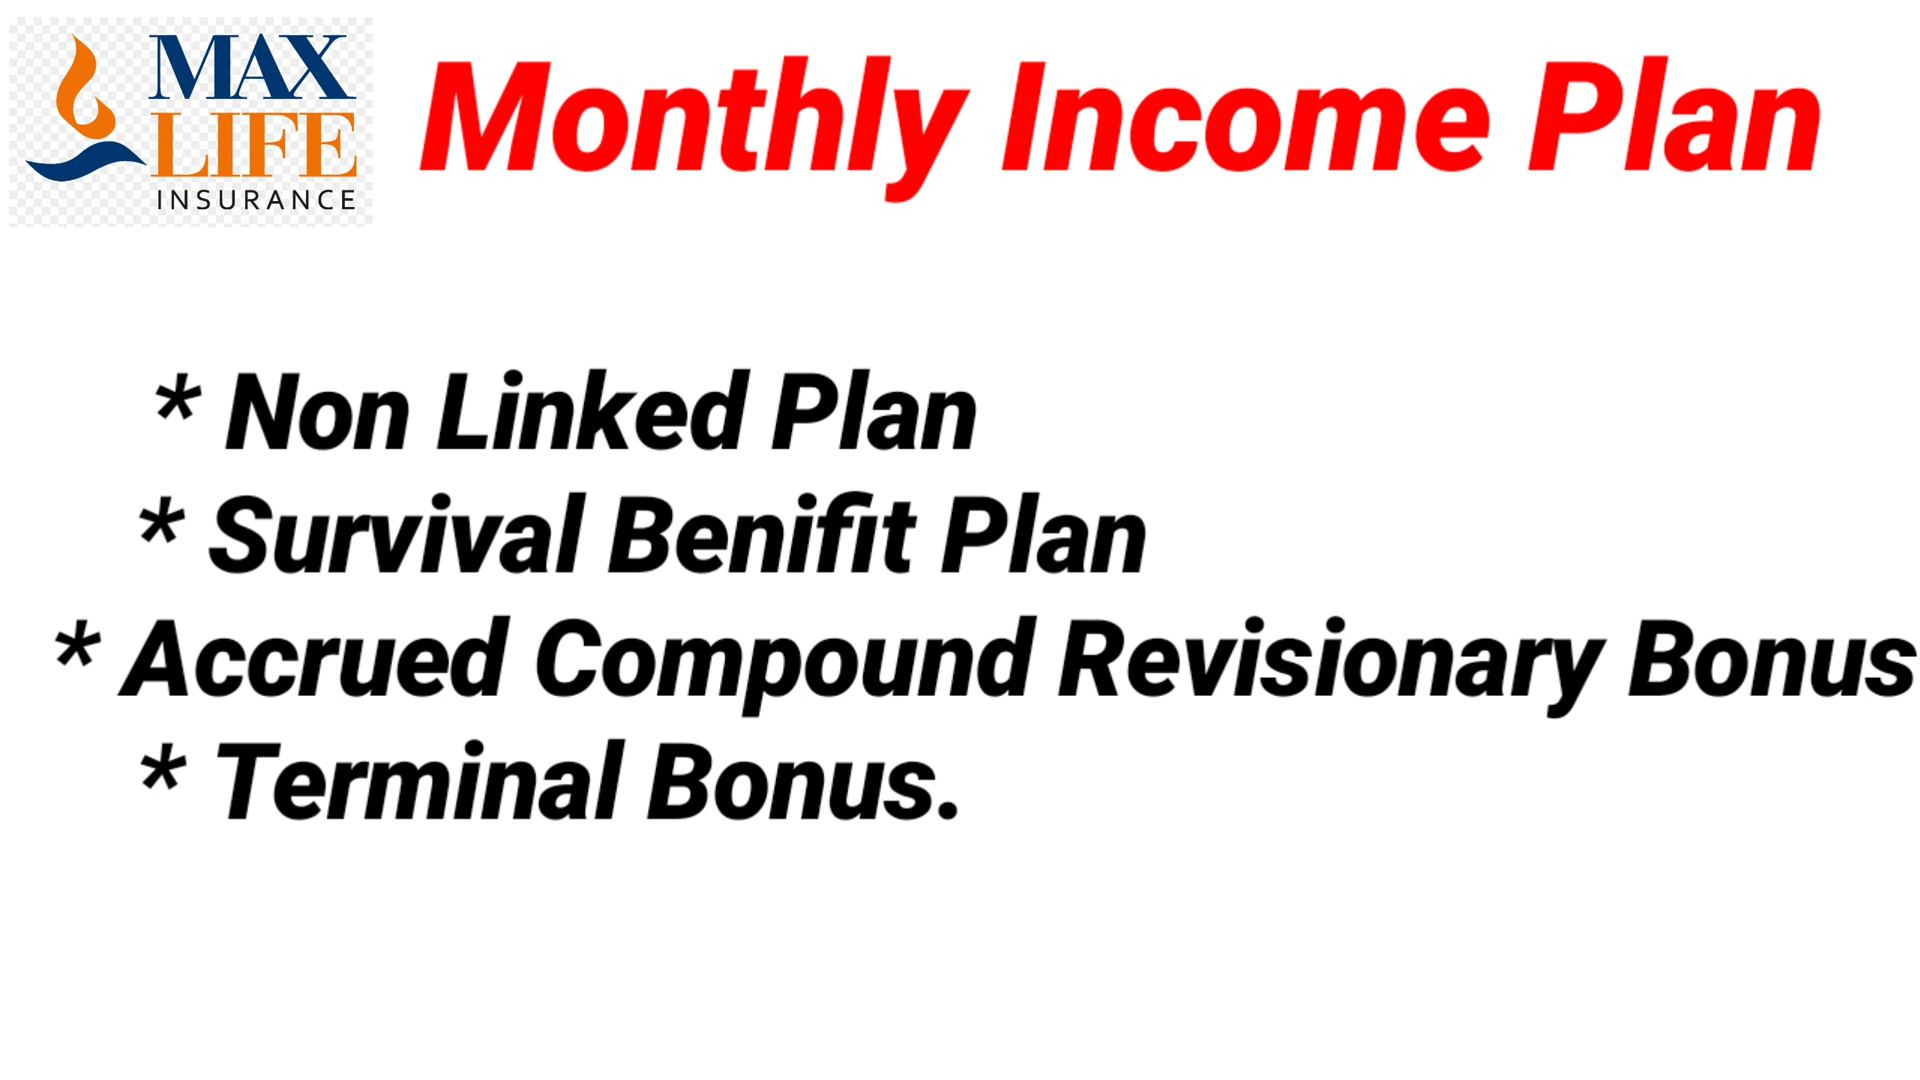 MAX
LIFE
INSURANCE
Monthly Income Plan
* Non Linked Plan
* Survival Benifit Plan
* Accrued Compound Revisionary Bonus
* Terminal Bonus.